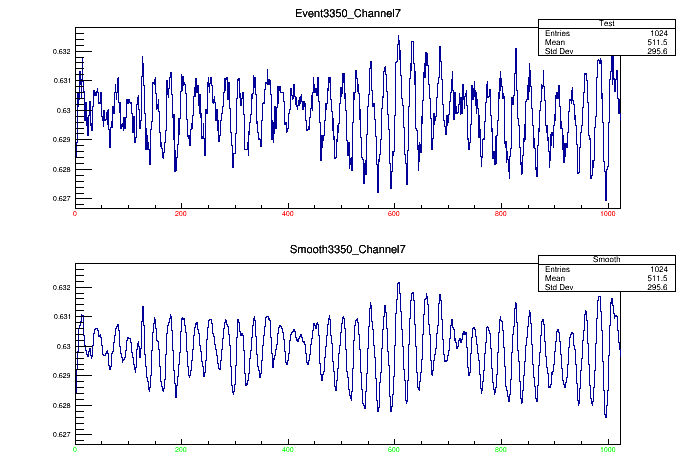 Event3350_Channel7
Test
Entries 1024
Mean 511.5
Std Dev 295.6
0.632
0.631
0.63
0.629
0.628
0.627
0 200 400 600 800 1000
Smooth3350_Channel7
Smooth
Entries 1024
Mean 511.5
Std Dev 295.6
0.632
0.631
0.63
0.629
0.628
0.627
0 200 400 600 800 1000